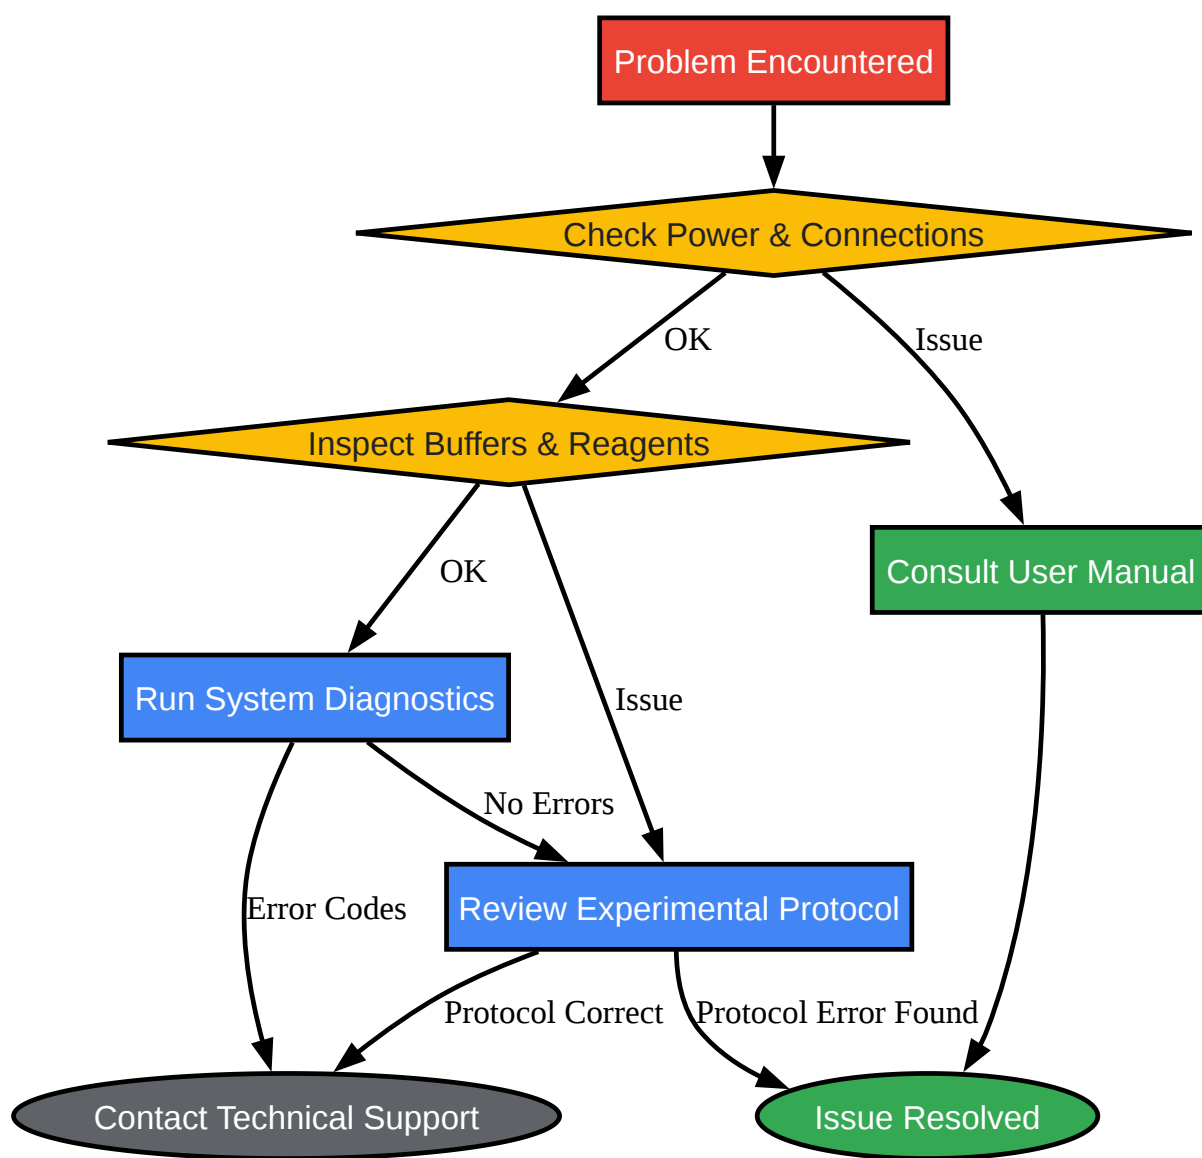 Problem Encountered
Check Power & Connections
OK
Issue
Inspect Buffers & Reagents
OK
Consult User Manual
Run System Diagnostics
Issue
No Errors
Error Codes
Review Experimental Protocol
Protocol Correct
Protocol Error Found
Contact Technical Support
Issue Resolved